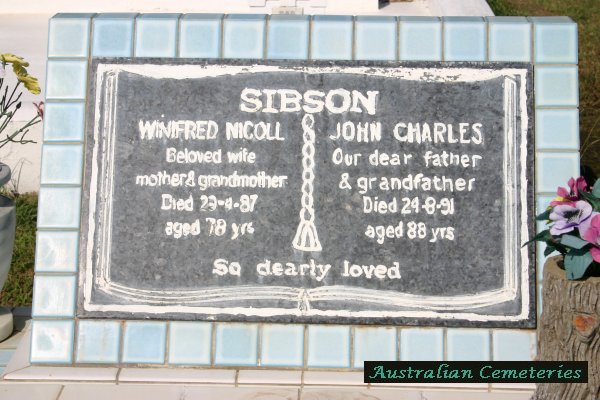 SIBSON
WINIFRED NICOLL
Beloved wife
mother & grandmother
Died 29-4-87
aged 78 yrs
JOHN CHARLES
Our dear father
& grandfather
Died 24-8-91
aged 88 yrs
So dearly loved
Australian Cemeteries